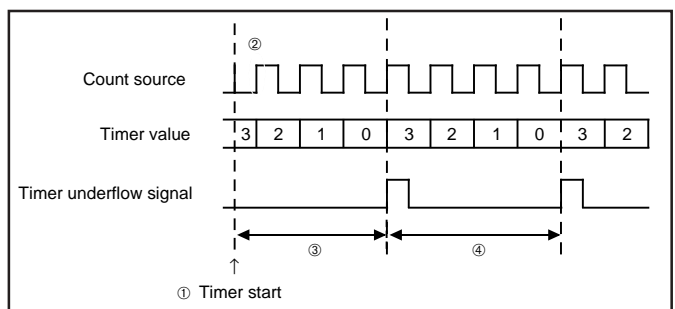 ②
Count source
Timer value 3 2 1 0 3 2 1 0 3 2
Timer underflow signal
③ ④
↑
① Timer start